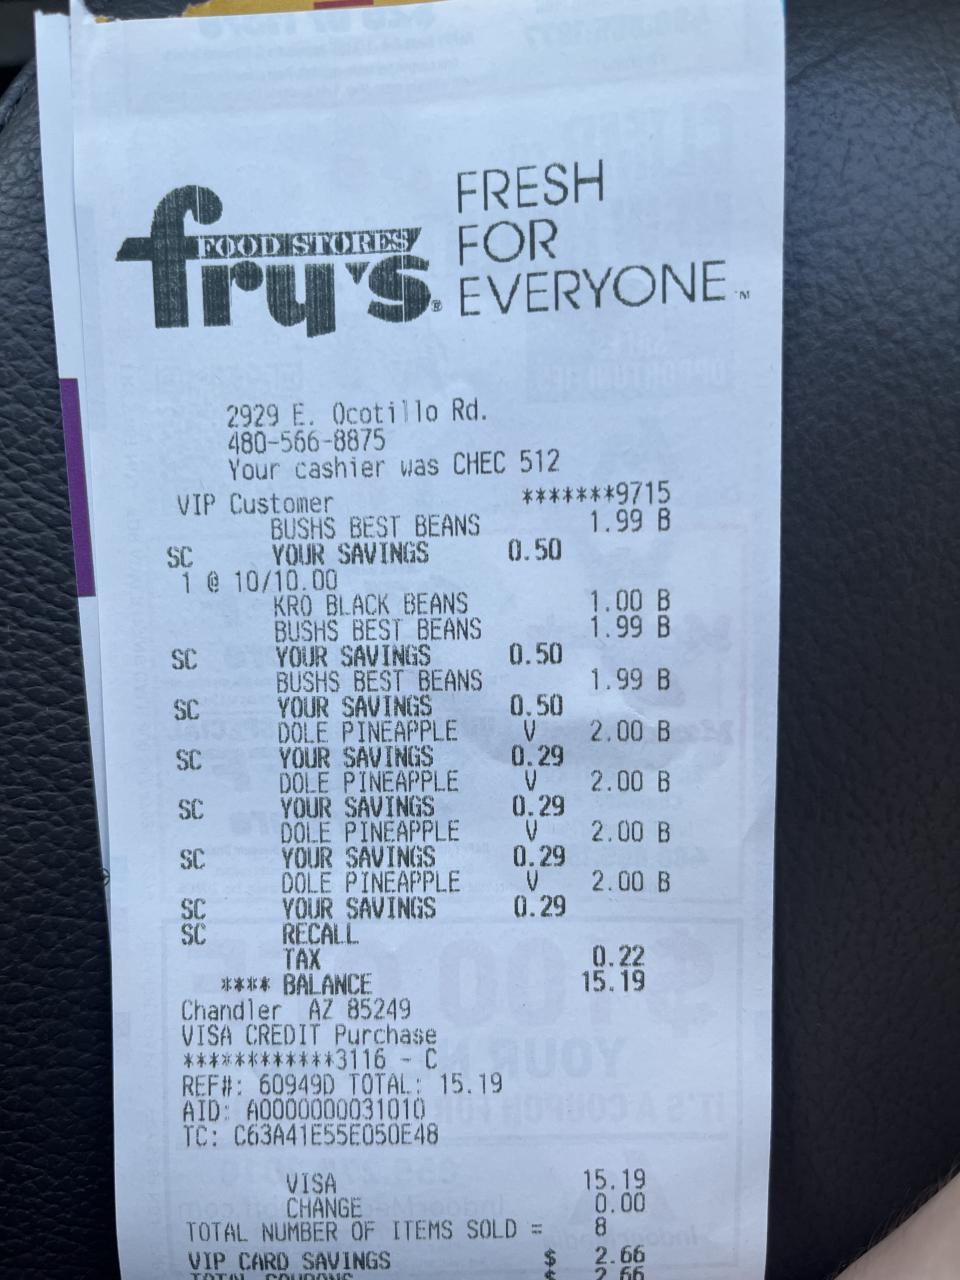 FOOD STORES
fry's®
FRESH
FOR
EVERYONE™
2929 E. Ocotillo Rd.
480-566-8875
Your cashier was CHEC 512
VIP Customer *******9715
BUSHS BEST BEANS 1.99 B
SC YOUR SAVINGS 0.50
1 @ 10/10.00
KRO BLACK BEANS 1.00 B
BUSHS BEST BEANS 1.99 B
SC YOUR SAVINGS 0.50
BUSHS BEST BEANS 1.99 B
SC YOUR SAVINGS 0.50
DOLE PINEAPPLE V 2.00 B
SC YOUR SAVINGS 0.29
DOLE PINEAPPLE V 2.00 B
SC YOUR SAVINGS 0.29
DOLE PINEAPPLE V 2.00 B
SC YOUR SAVINGS 0.29
DOLE PINEAPPLE V 2.00 B
SC YOUR SAVINGS 0.29
SC RECALL
TAX 0.22
**** BALANCE 15.19
Chandler AZ 85249
VISA CREDIT Purchase
************3116 - C
REF#: 60949D TOTAL: 15.19
AID: A0000000031010
TC: C63A41E55E050E48
VISA 15.19
CHANGE 0.00
TOTAL NUMBER OF ITEMS SOLD = 8
VIP CARD SAVINGS $ 2.66
TOTAL COUPONS $ 2.66